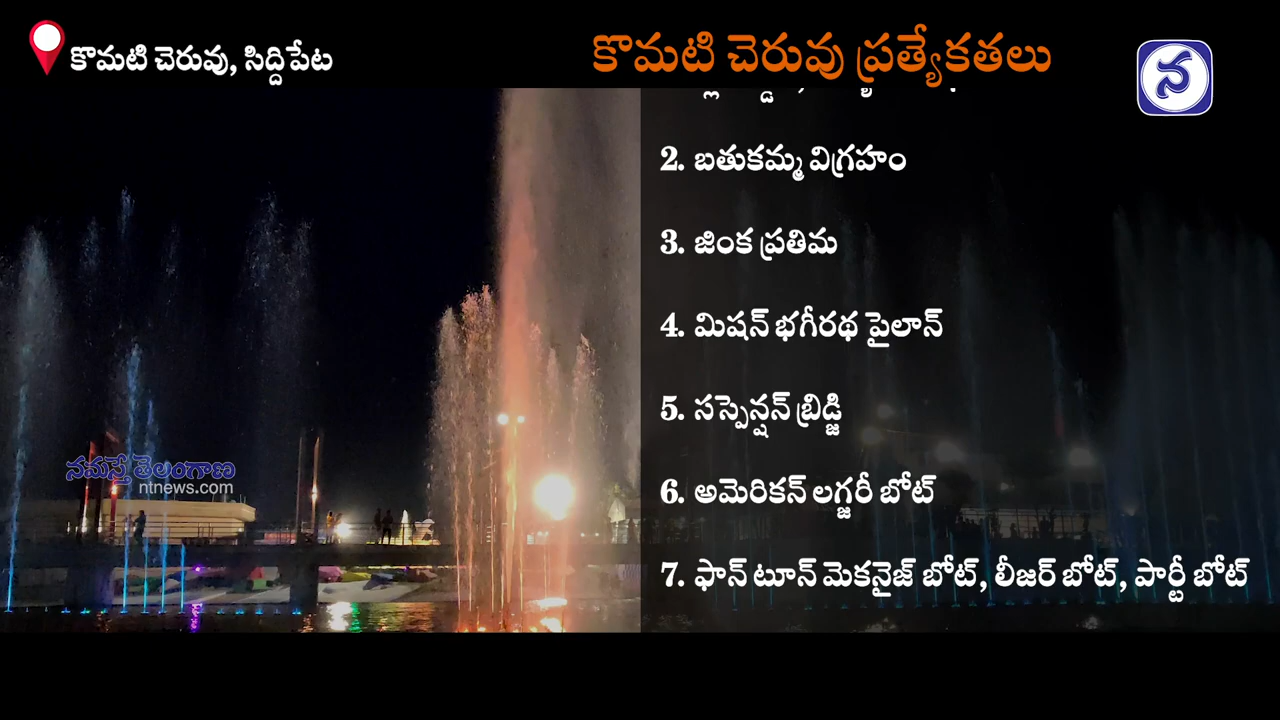 కొమటి చెరువు, సిద్దిపేట
కొమటి చెరువు ప్రత్యేకతలు
న
2. బతుకమ్మ విగ్రహం
3. జింక ప్రతిమ
4. మిషన్ భగీరథ పైలాన్
5. సస్పెన్షన్ బ్రిడ్జి
6. అమెరికన్ లగ్జరీ బోట్
7. ఫాన్ టూన్ మెకనైజ్ బోట్, లీజర్ బోట్, పార్టీ బోట్
నమస్తే తెలంగాణ
ntnews.com